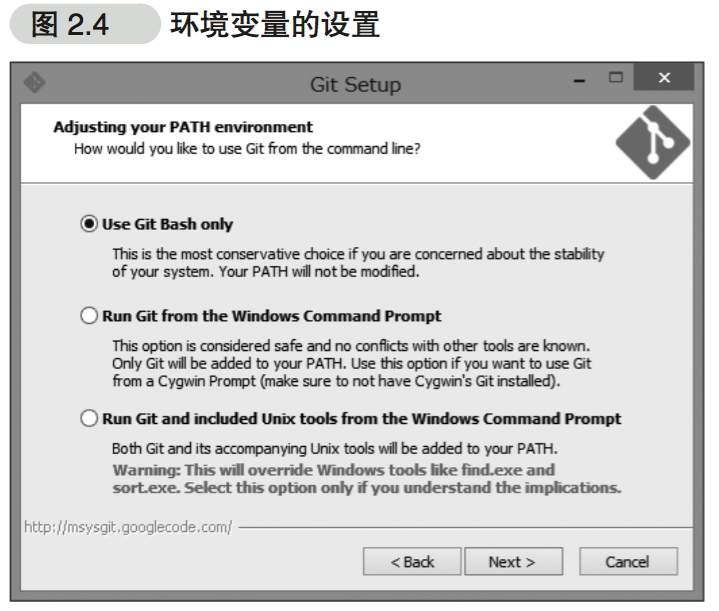 图 2.4 环境变量的设置
Git Setup
Adjusting your PATH environment
How would you like to use Git from the command line?
Use Git Bash only
This is the most conservative choice if you are concerned about the stability
of your system. Your PATH will not be modified.
Run Git from the Windows Command Prompt
This option is considered safe and no conflicts with other tools are known.
Only Git will be added to your PATH. Use this option if you want to use Git
from a Cygwin Prompt (make sure to not have Cygwin's Git installed).
Run Git and included Unix tools from the Windows Command Prompt
Both Git and its accompanying Unix tools will be added to your PATH.
Warning: This will override Windows tools like find.exe and
sort.exe. Select this option only if you understand the implications.
http://msysgit.googlecode.com/
< Back Next > Cancel